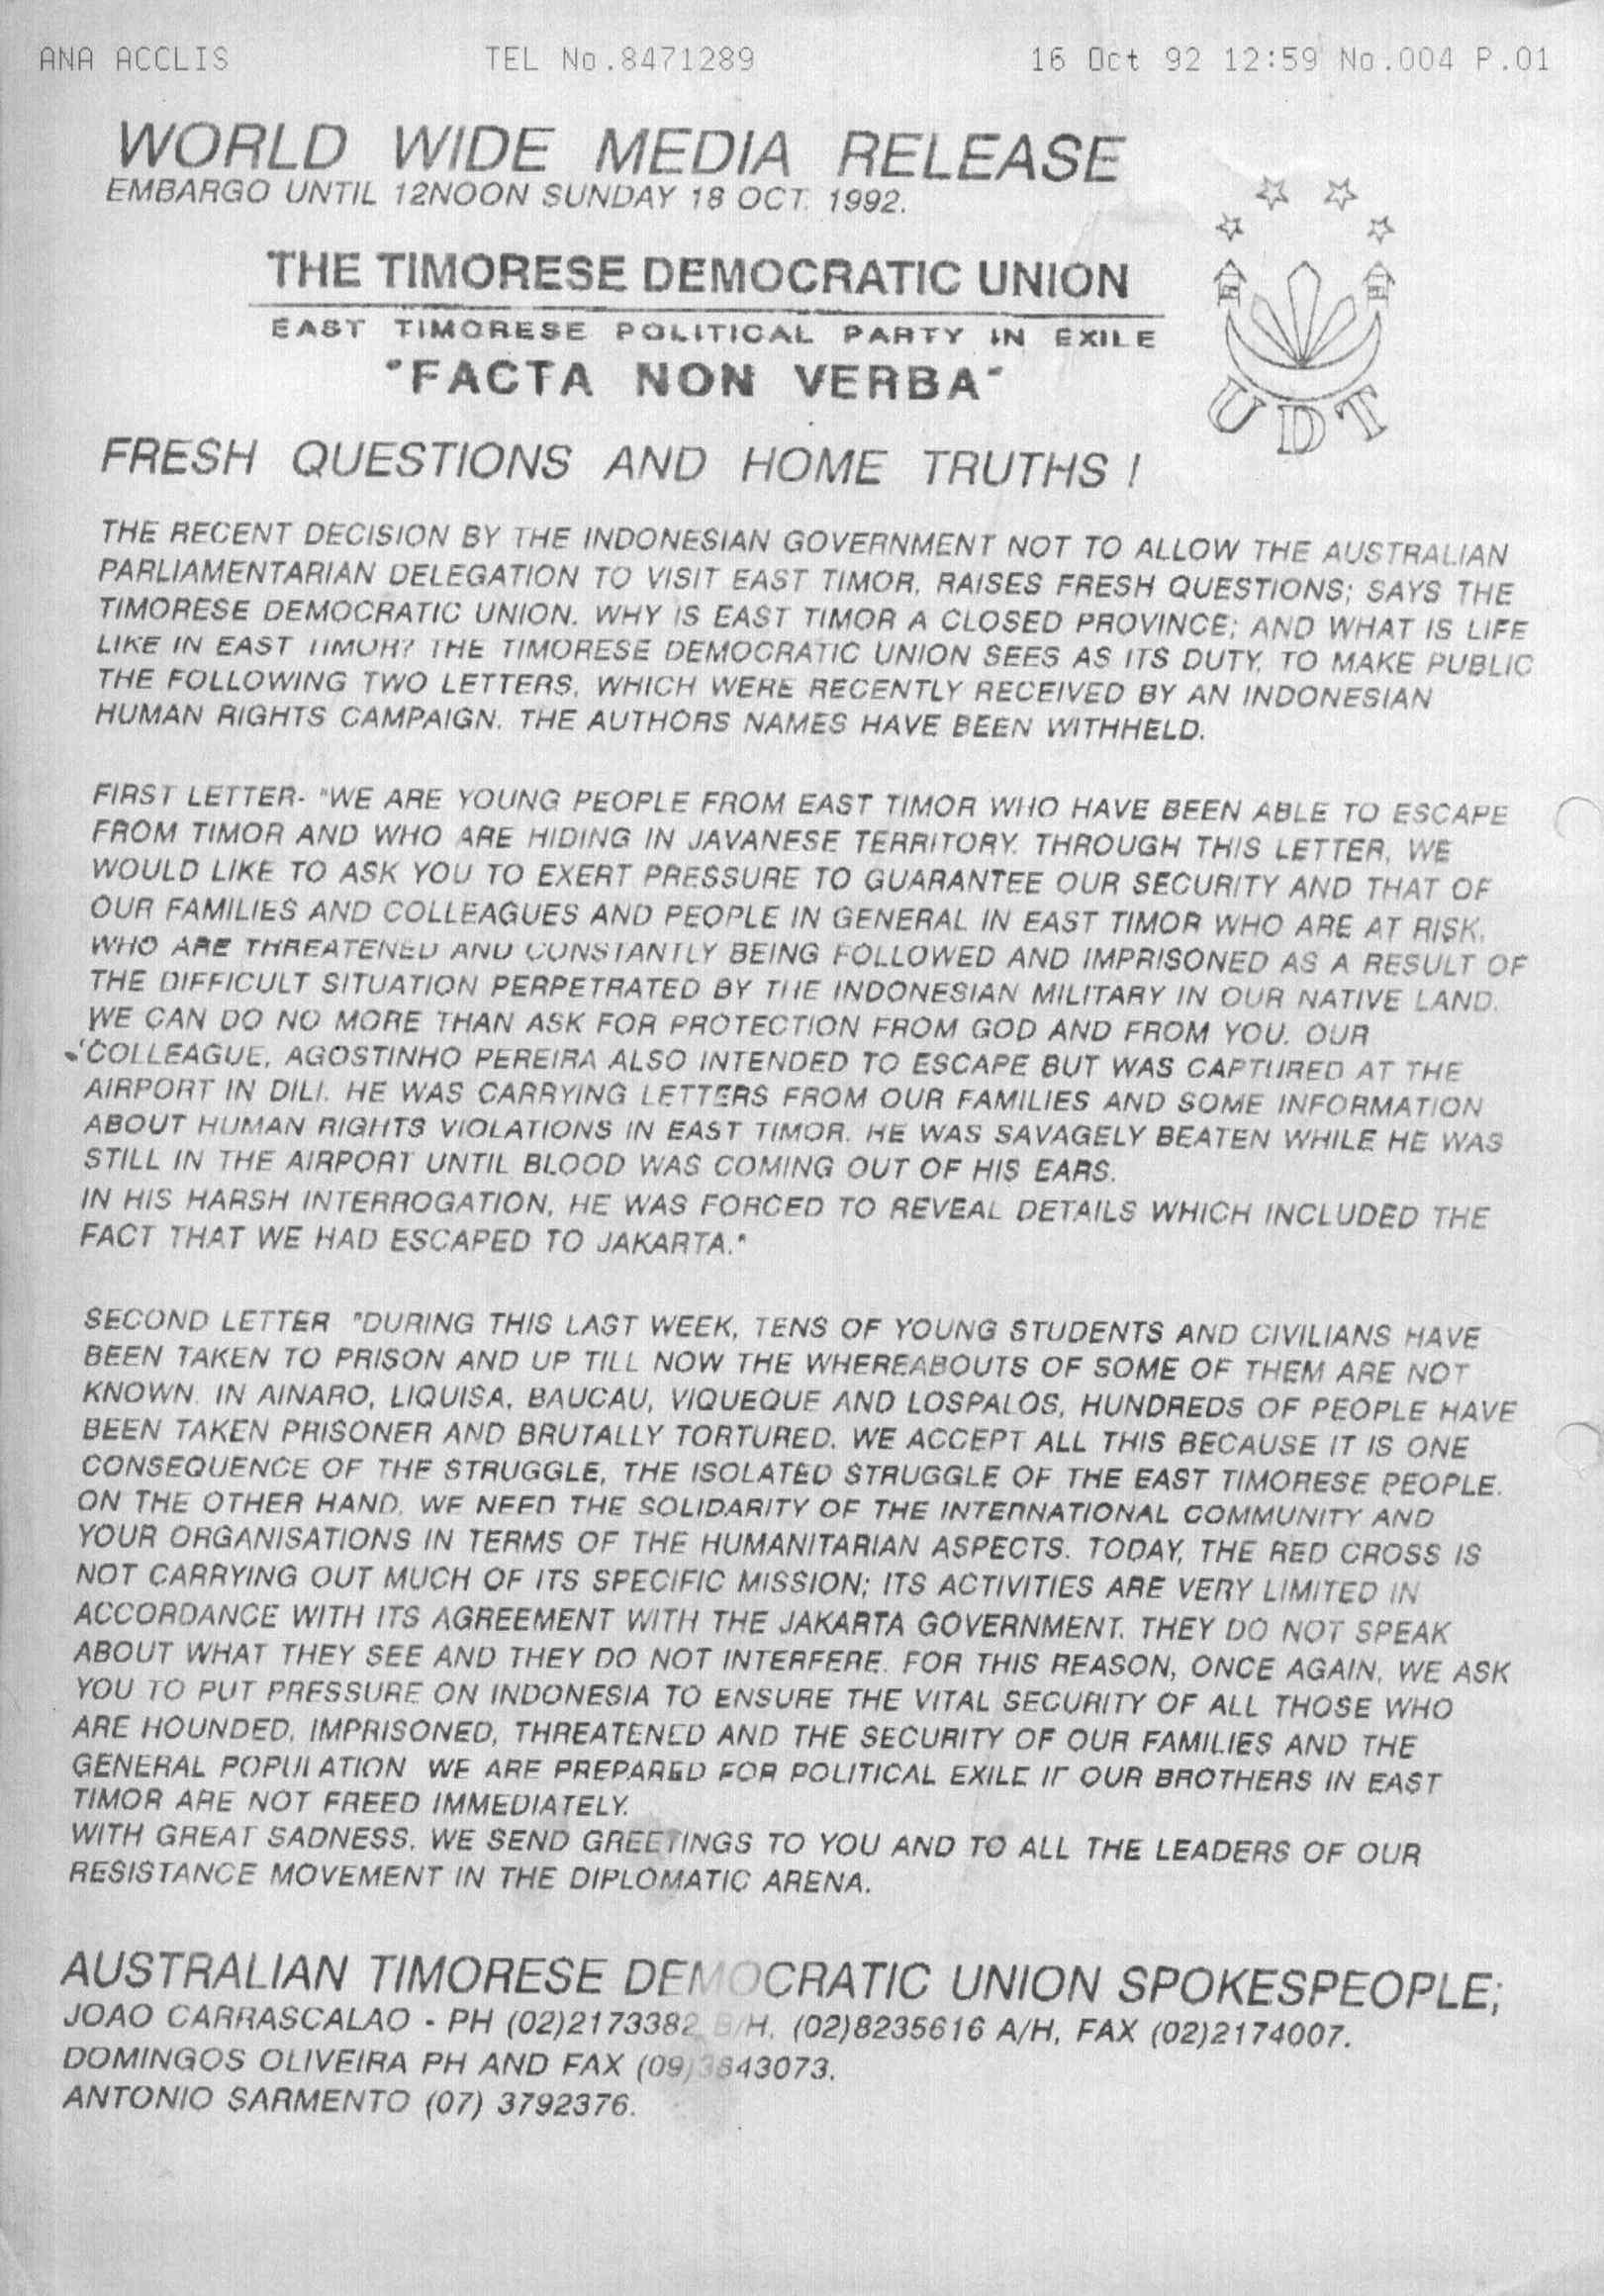 ANA ACCLIS TEL No.8471289 16 Oct 92 12:59 No.004 P.01
WORLD WIDE MEDIA RELEASE
EMBARGO UNTIL 12NOON SUNDAY 18 OCT. 1992.
THE TIMORESE DEMOCRATIC UNION
EAST TIMORESE POLITICAL PARTY IN EXILE
"FACTA NON VERBA"
UDT
FRESH QUESTIONS AND HOME TRUTHS !
THE RECENT DECISION BY THE INDONESIAN GOVERNMENT NOT TO ALLOW THE AUSTRALIAN
PARLIAMENTARIAN DELEGATION TO VISIT EAST TIMOR, RAISES FRESH QUESTIONS; SAYS THE
TIMORESE DEMOCRATIC UNION. WHY IS EAST TIMOR A CLOSED PROVINCE; AND WHAT IS LIFE
LIKE IN EAST TIMOR? THE TIMORESE DEMOCRATIC UNION SEES AS ITS DUTY, TO MAKE PUBLIC
THE FOLLOWING TWO LETTERS, WHICH WERE RECENTLY RECEIVED BY AN INDONESIAN
HUMAN RIGHTS CAMPAIGN. THE AUTHORS NAMES HAVE BEEN WITHHELD.
FIRST LETTER- "WE ARE YOUNG PEOPLE FROM EAST TIMOR WHO HAVE BEEN ABLE TO ESCAPE
FROM TIMOR AND WHO ARE HIDING IN JAVANESE TERRITORY. THROUGH THIS LETTER, WE
WOULD LIKE TO ASK YOU TO EXERT PRESSURE TO GUARANTEE OUR SECURITY AND THAT OF
OUR FAMILIES AND COLLEAGUES AND PEOPLE IN GENERAL IN EAST TIMOR WHO ARE AT RISK,
WHO ARE THREATENED AND CONSTANTLY BEING FOLLOWED AND IMPRISONED AS A RESULT OF
THE DIFFICULT SITUATION PERPETRATED BY THE INDONESIAN MILITARY IN OUR NATIVE LAND.
WE CAN DO NO MORE THAN ASK FOR PROTECTION FROM GOD AND FROM YOU. OUR
COLLEAGUE, AGOSTINHO PEREIRA ALSO INTENDED TO ESCAPE BUT WAS CAPTURED AT THE
AIRPORT IN DILI. HE WAS CARRYING LETTERS FROM OUR FAMILIES AND SOME INFORMATION
ABOUT HUMAN RIGHTS VIOLATIONS IN EAST TIMOR. HE WAS SAVAGELY BEATEN WHILE HE WAS
STILL IN THE AIRPORT UNTIL BLOOD WAS COMING OUT OF HIS EARS.
IN HIS HARSH INTERROGATION, HE WAS FORCED TO REVEAL DETAILS WHICH INCLUDED THE
FACT THAT WE HAD ESCAPED TO JAKARTA."
SECOND LETTER "DURING THIS LAST WEEK, TENS OF YOUNG STUDENTS AND CIVILIANS HAVE
BEEN TAKEN TO PRISON AND UP TILL NOW THE WHEREABOUTS OF SOME OF THEM ARE NOT
KNOWN. IN AINARO, LIQUISA, BAUCAU, VIQUEQUE AND LOSPALOS, HUNDREDS OF PEOPLE HAVE
BEEN TAKEN PRISONER AND BRUTALLY TORTURED. WE ACCEPT ALL THIS BECAUSE IT IS ONE
CONSEQUENCE OF THE STRUGGLE, THE ISOLATED STRUGGLE OF THE EAST TIMORESE PEOPLE.
ON THE OTHER HAND, WE NEED THE SOLIDARITY OF THE INTERNATIONAL COMMUNITY AND
YOUR ORGANISATIONS IN TERMS OF THE HUMANITARIAN ASPECTS. TODAY, THE RED CROSS IS
NOT CARRYING OUT MUCH OF ITS SPECIFIC MISSION; ITS ACTIVITIES ARE VERY LIMITED IN
ACCORDANCE WITH ITS AGREEMENT WITH THE JAKARTA GOVERNMENT. THEY DO NOT SPEAK
ABOUT WHAT THEY SEE AND THEY DO NOT INTERFERE. FOR THIS REASON, ONCE AGAIN, WE ASK
YOU TO PUT PRESSURE ON INDONESIA TO ENSURE THE VITAL SECURITY OF ALL THOSE WHO
ARE HOUNDED, IMPRISONED, THREATENED AND THE SECURITY OF OUR FAMILIES AND THE
GENERAL POPULATION WE ARE PREPARED FOR POLITICAL EXILE IF OUR BROTHERS IN EAST
TIMOR ARE NOT FREED IMMEDIATELY.
WITH GREAT SADNESS, WE SEND GREETINGS TO YOU AND TO ALL THE LEADERS OF OUR
RESISTANCE MOVEMENT IN THE DIPLOMATIC ARENA.
AUSTRALIAN TIMORESE DEMOCRATIC UNION SPOKESPEOPLE;
JOAO CARRASCALAO - PH (02)2173382 B/H, (02)8235616 A/H, FAX (02)2174007.
DOMINGOS OLIVEIRA PH AND FAX (09)3843073.
ANTONIO SARMENTO (07) 3792376.